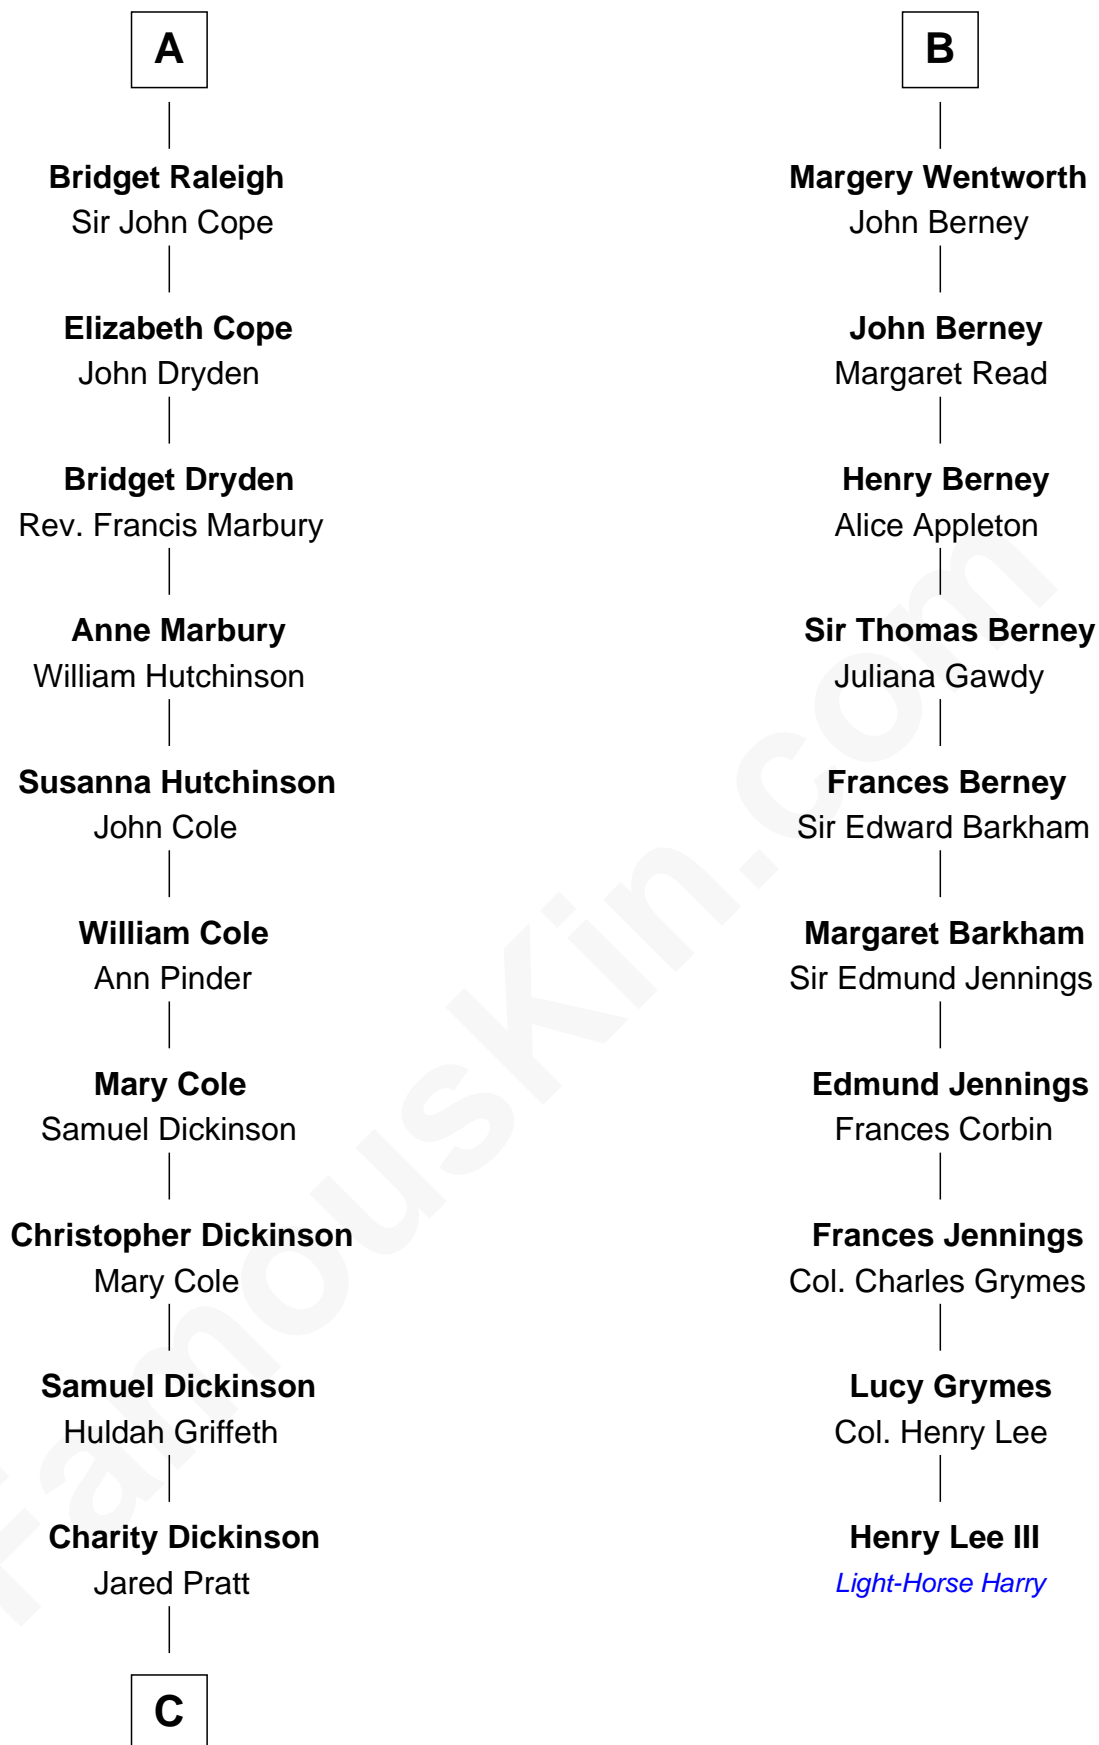 A
Bridget Raleigh
Sir John Cope
Elizabeth Cope
John Dryden
Bridget Dryden
Rev. Francis Marbury
Anne Marbury
William Hutchinson
Susanna Hutchinson
John Cole
William Cole
Ann Pinder
Mary Cole
Samuel Dickinson
Christopher Dickinson
Mary Cole
Samuel Dickinson
Huldah Griffeth
Charity Dickinson
Jared Pratt
C
B
Margery Wentworth
John Berney
John Berney
Margaret Read
Henry Berney
Alice Appleton
Sir Thomas Berney
Juliana Gawdy
Frances Berney
Sir Edward Barkham
Margaret Barkham
Sir Edmund Jennings
Edmund Jennings
Frances Corbin
Frances Jennings
Col. Charles Grymes
Lucy Grymes
Col. Henry Lee
Henry Lee III
Light-Horse Harry
FamousKin.com